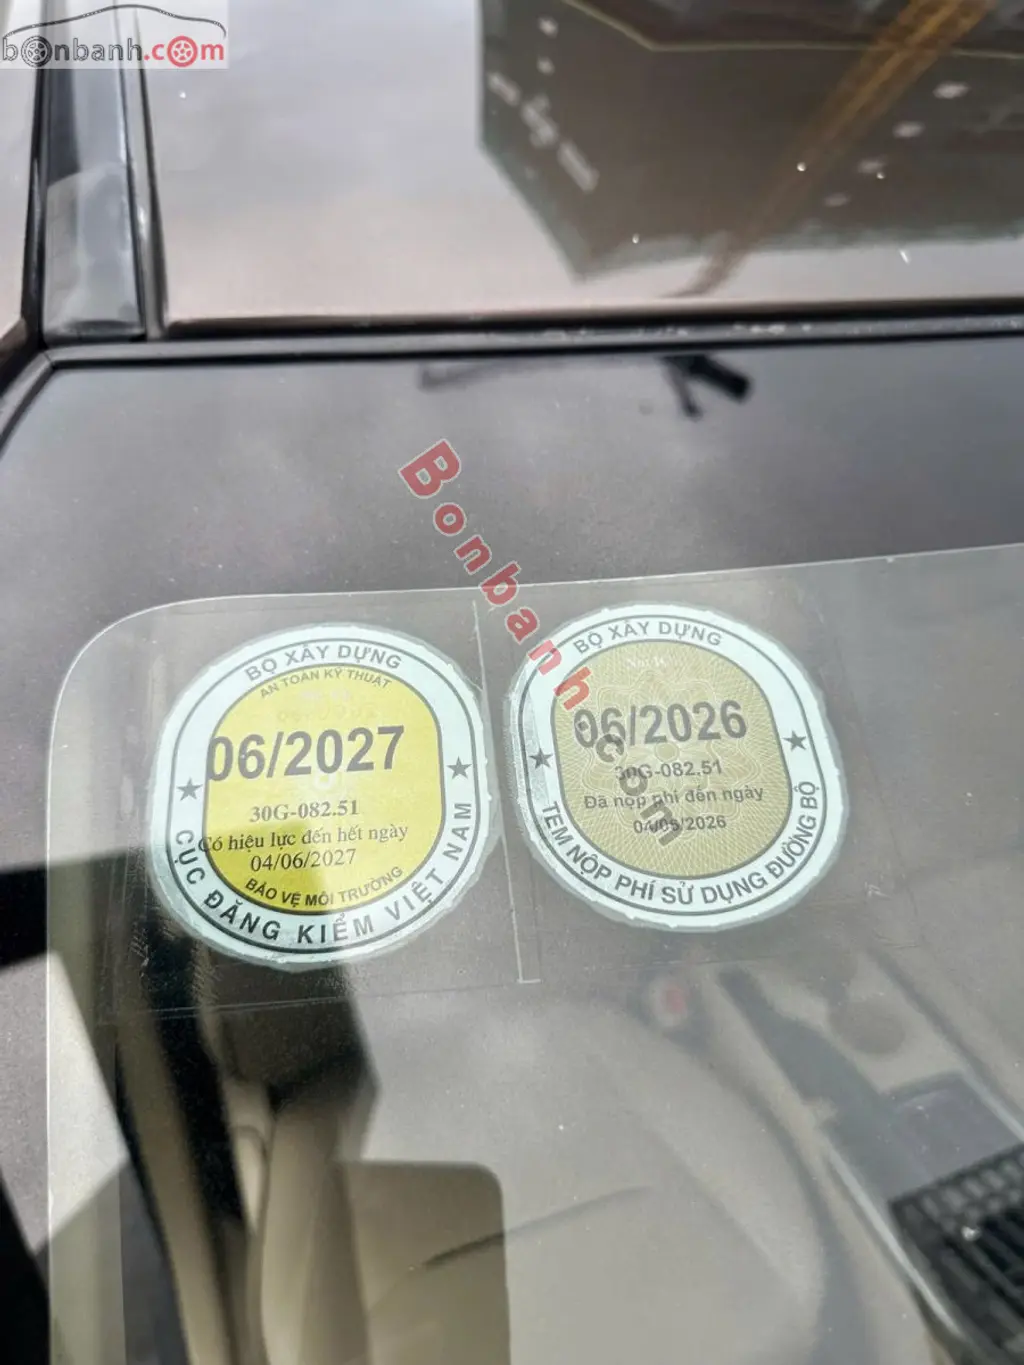 bonbanh.com
Bonbanh.com
BỘ XÂY DỰNG
AN TOÀN KỸ THUẬT
06/2027
30G-082.51
Có hiệu lực đến hết ngày
04/06/2027
BẢO VỆ MÔI TRƯỜNG
CỤC ĐĂNG KIỂM VIỆT NAM
BỘ XÂY DỰNG
06/2026
30G-082.51
Đã nộp phí đến ngày
04/06/2026
TEM NỘP PHÍ SỬ DỤNG ĐƯỜNG BỘ